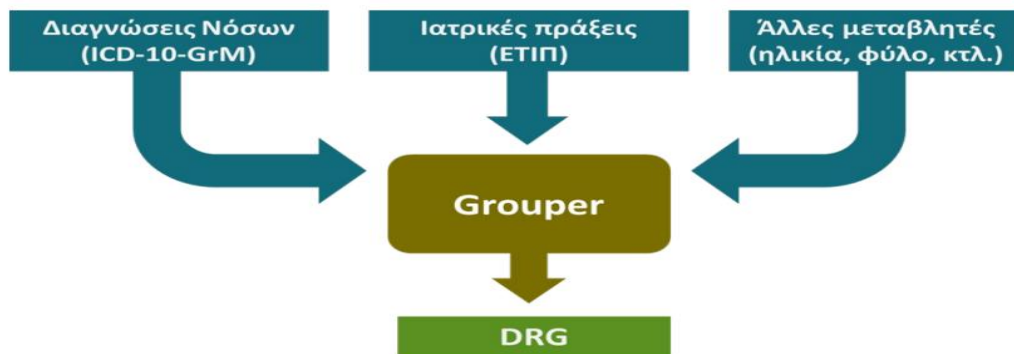 Διαγνώσεις Νόσων
(ICD-10-GrM)
Ιατρικές πράξεις
(ΕΤΙΠ)
Άλλες μεταβλητές
(ηλικία, φύλο, κτλ.)
Grouper
DRG